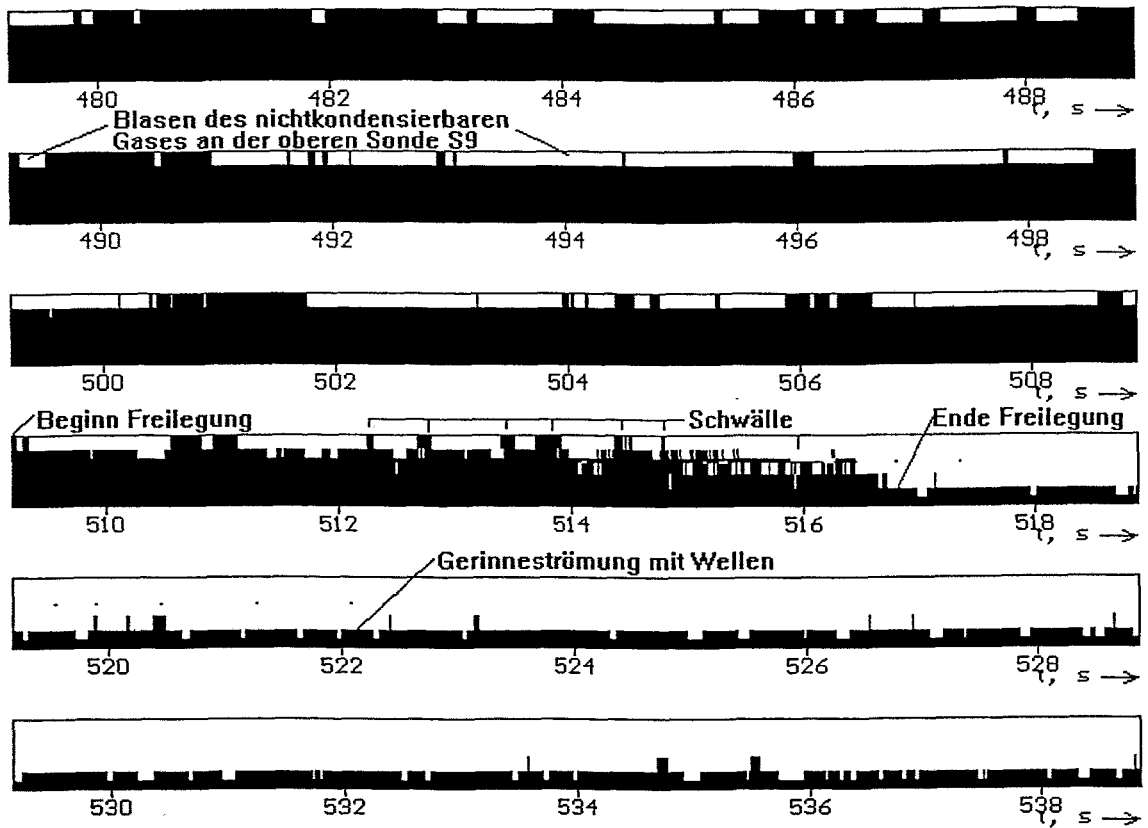 480 482 484 486 488 t, s
Blasen des nichtkondensierbaren
Gases an der oberen Sonde S9
490 492 494 496 498 t, s
500 502 504 506 508 t, s
Beginn Freilegung Schwälle Ende Freilegung
510 512 514 516 518 t, s
Gerinneströmung mit Wellen
520 522 524 526 528 t, s
530 532 534 536 538 t, s